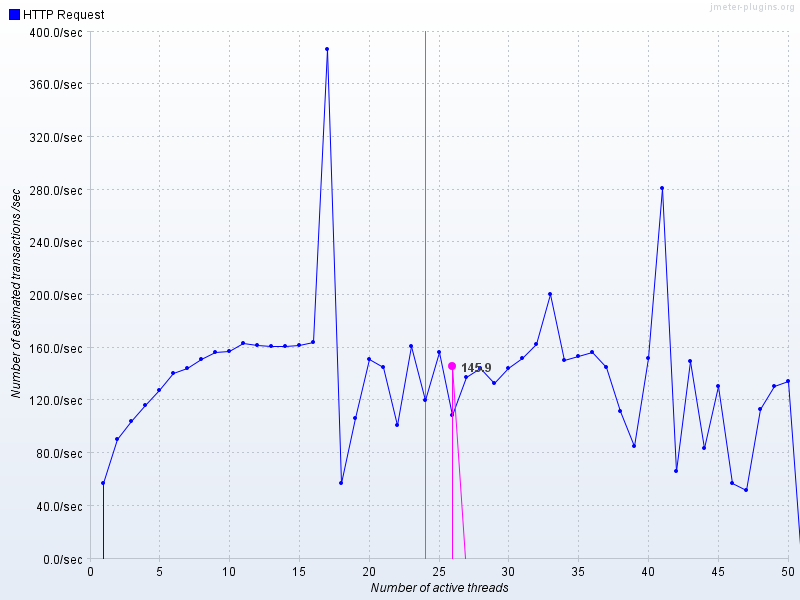 jmeter-plugins.org
HTTP Request
400.0/sec
360.0/sec
320.0/sec
280.0/sec
240.0/sec
200.0/sec
160.0/sec
120.0/sec
80.0/sec
40.0/sec
0.0/sec
Number of estimated transactions /sec
145.9
0 5 10 15 20 25 30 35 40 45 50
Number of active threads